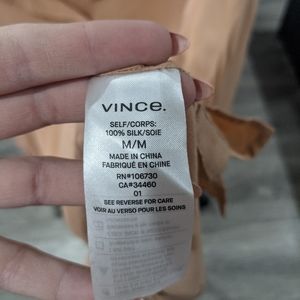 VINCE.
SELF/CORPS:
100% SILK/SOIE
M/M
MADE IN CHINA
FABRIQUÉ EN CHINE
RN#106730
CA#34460
01
SEE REVERSE FOR CARE
VOIR AU VERSO POUR LES SOINS